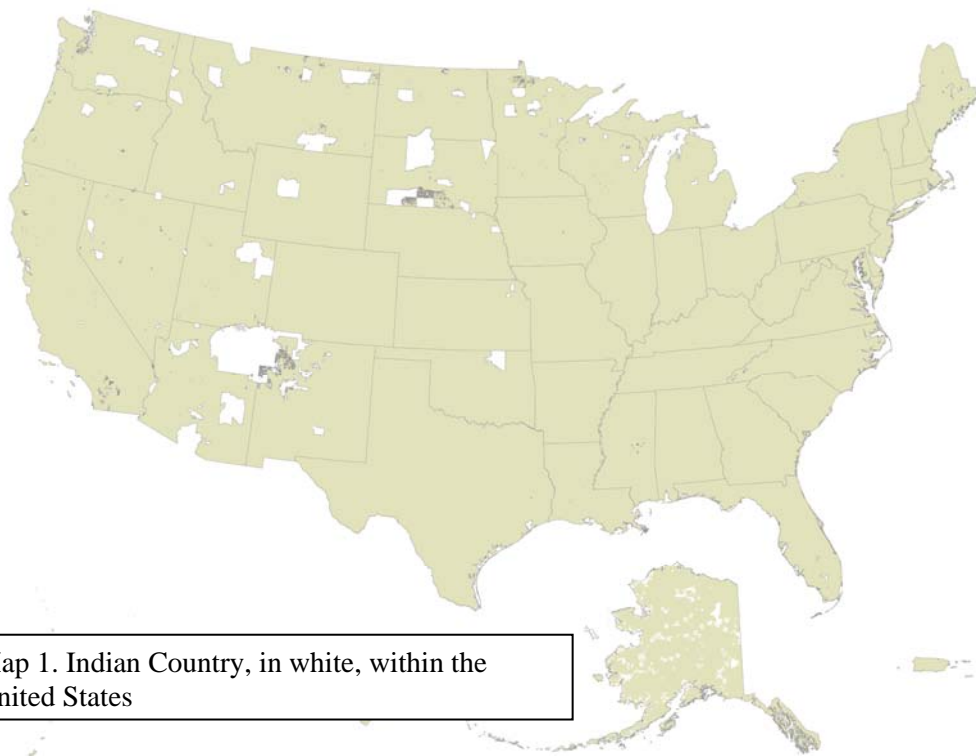 ap 1. Indian Country, in white, within the
nited States